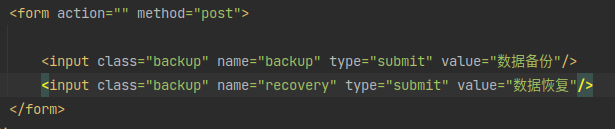 <form action="" method="post">
<input class="backup" name="backup" type="submit" value="数据备份"/>
<input class="backup" name="recovery" type="submit" value="数据恢复"/>
</form>